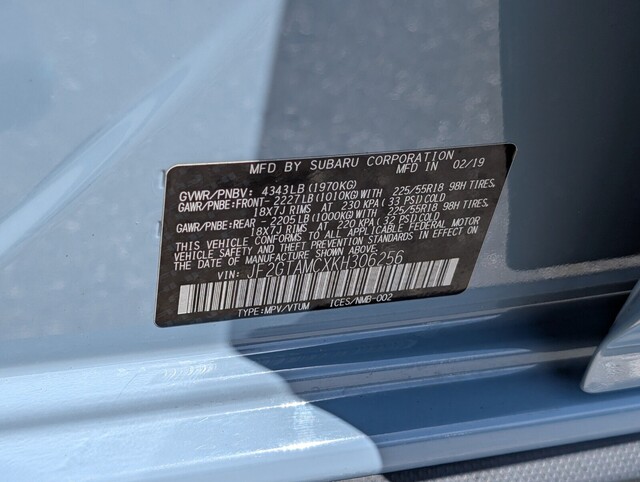 MFD BY SUBARU CORPORATION
MFD IN 02/19
GVWR/PNBV: 4343LB(1970KG)
GAWR/PNBE:FRONT- 2227LB(1010KG)WITH 225/55R18 98H TIRES,
18X7J RIMS AT 230 KPA(33 PSI)COLD
GAWR/PNBE:REAR- 2205LB(1000KG)WITH 225/55R18 98H TIRES,
18X7J RIMS AT 220 KPA(32 PSI)COLD
THIS VEHICLE CONFORMS TO ALL APPLICABLE FEDERAL MOTOR
VEHICLE SAFETY AND THEFT PREVENTION STANDARDS IN EFFECT
ON THE DATE OF MANUFACTURE SHOWN ABOVE.
VIN: JF2GTAMCXKH306256
TYPE:MPV/VTUM ICES/NMB-002